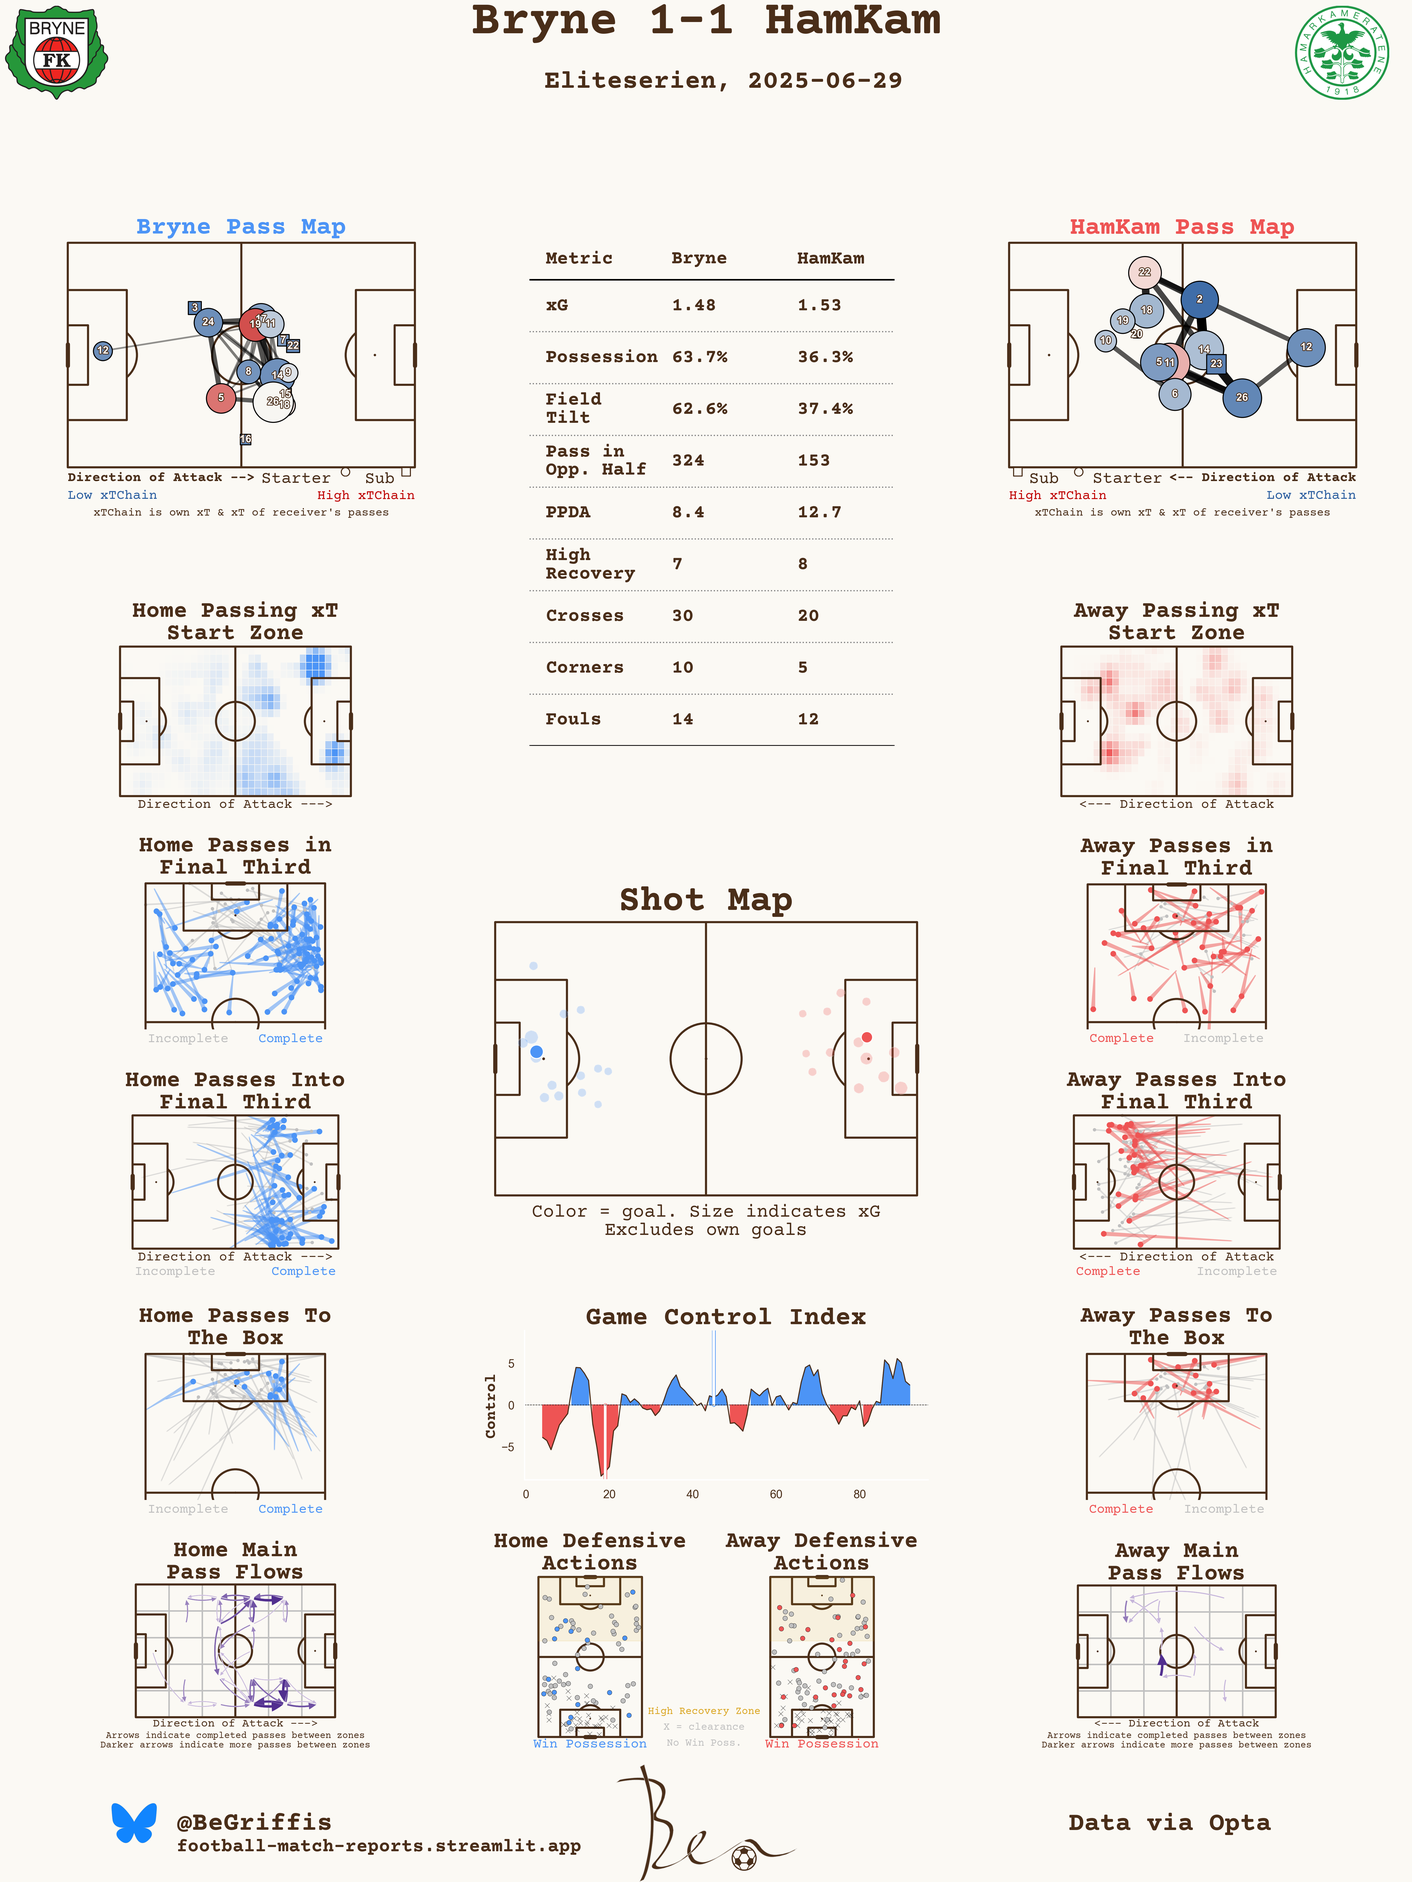 Bryne 1-1 HamKam
Eliteserien, 2025-06-29
BRYNE
FK
HAMARKAMERATENE
1918
Bryne Pass Map
3
24
17
19
11
7
22
12
8
14
9
5
15
26
18
16
Direction of Attack --> Starter Sub
Low xTChain High xTChain
xTChain is own xT & xT of receiver's passes
Metric Bryne HamKam
xG 1.48 1.53
Possession 63.7% 36.3%
Field
Tilt 62.6% 37.4%
Pass in
Opp. Half 324 153
PPDA 8.4 12.7
High
Recovery 7 8
Crosses 30 20
Corners 10 5
Fouls 14 12
HamKam Pass Map
22
2
18
19
20
10
14
12
5
11
23
6
26
Sub Starter <-- Direction of Attack
High xTChain Low xTChain
xTChain is own xT & xT of receiver's passes
Home Passing xT
Start Zone
Direction of Attack --->
Away Passing xT
Start Zone
<--- Direction of Attack
Home Passes in
Final Third
Incomplete Complete
Away Passes in
Final Third
Complete Incomplete
Shot Map
Color = goal. Size indicates xG
Excludes own goals
Home Passes Into
Final Third
Direction of Attack --->
Incomplete Complete
Away Passes Into
Final Third
<--- Direction of Attack
Complete Incomplete
Home Passes To
The Box
Incomplete Complete
Game Control Index
Control
5
0
−5
0 20 40 60 80
Away Passes To
The Box
Complete Incomplete
Home Main
Pass Flows
Direction of Attack --->
Arrows indicate completed passes between zones
Darker arrows indicate more passes between zones
Home Defensive
Actions
Win Possession
High Recovery Zone
X = clearance
No Win Poss.
Away Defensive
Actions
Win Possession
Away Main
Pass Flows
<--- Direction of Attack
Arrows indicate completed passes between zones
Darker arrows indicate more passes between zones
@BeGriffis
football-match-reports.streamlit.app
Ben
Data via Opta